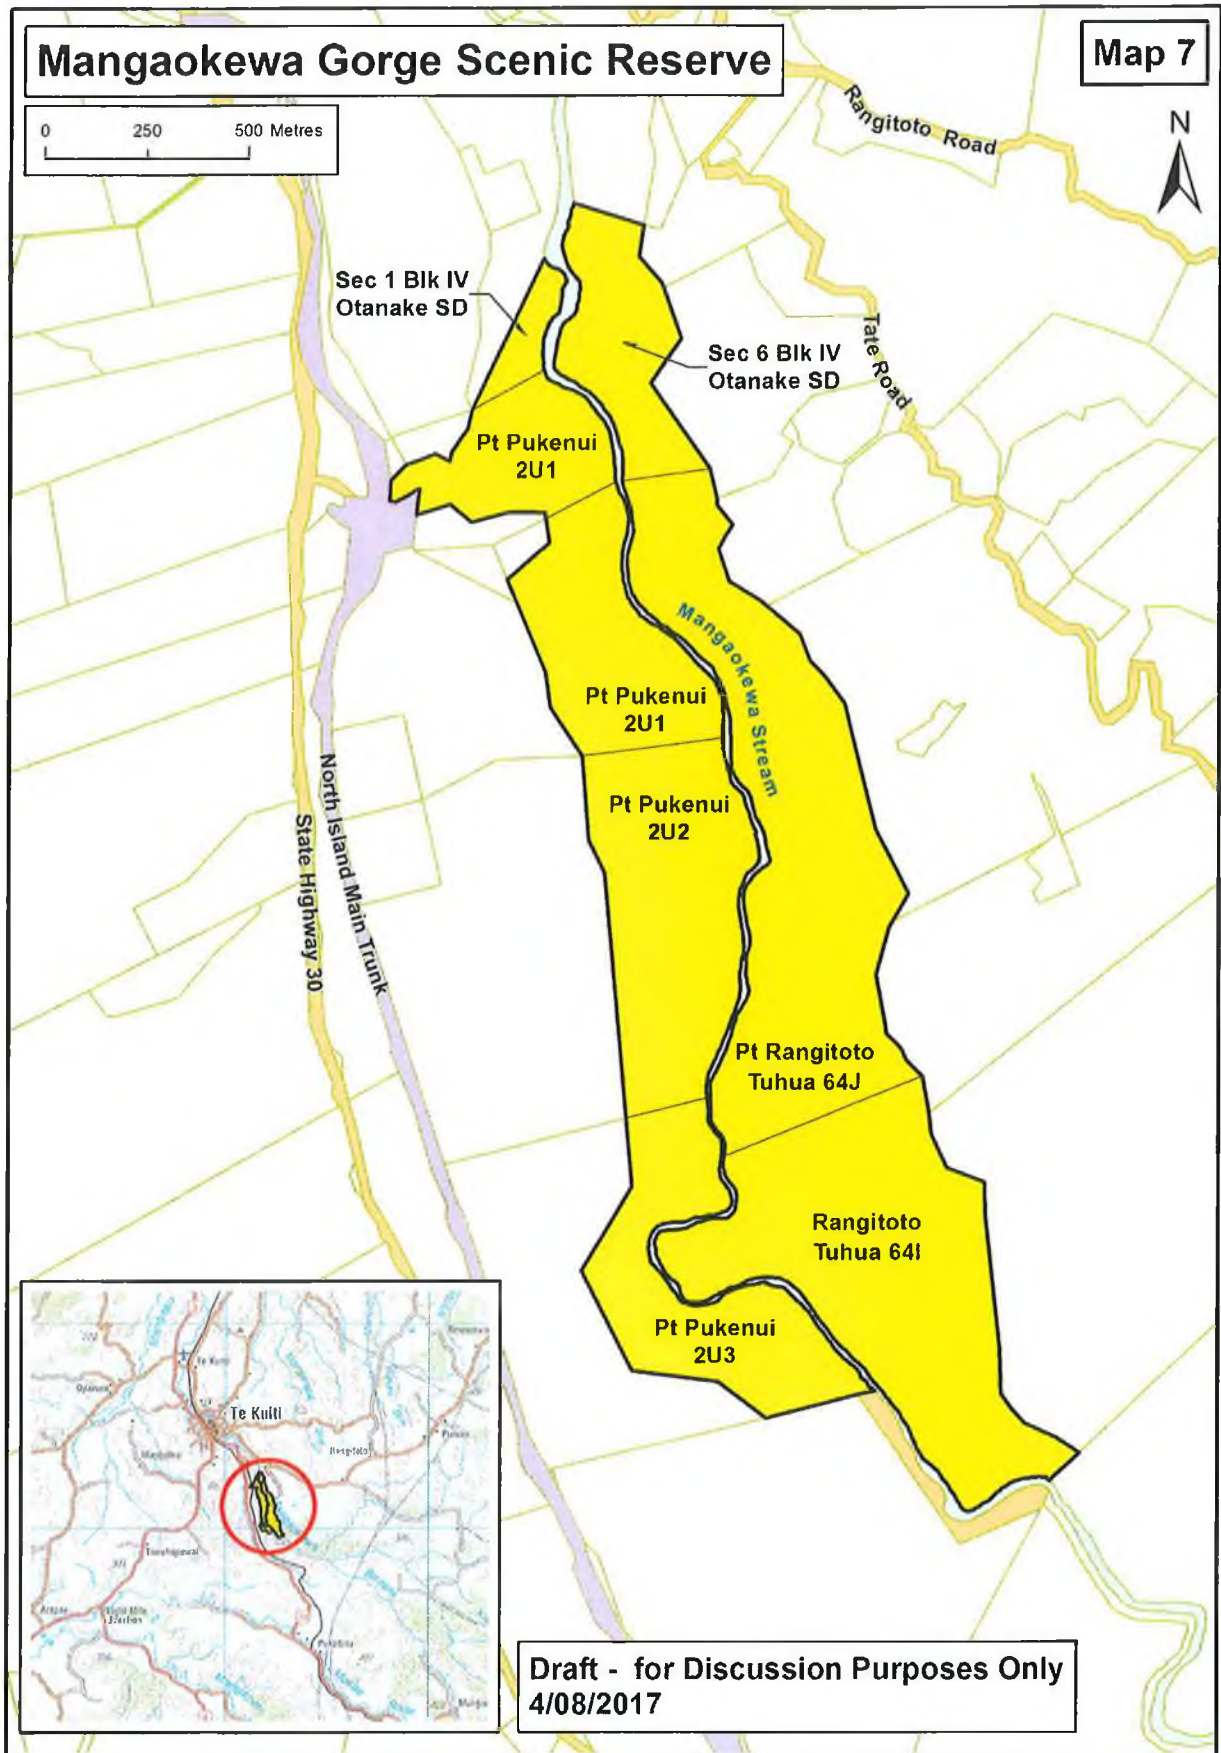 Mangaokewa Gorge Scenic Reserve
Map 7
0 250 500 Metres
N
Rangitoto Road
Tate Road
Sec 1 Blk IV
Otanake SD
Sec 6 Blk IV
Otanake SD
Pt Pukenui
2U1
Mangaokewa Stream
Pt Pukenui
2U1
Pt Pukenui
2U2
North Island Main Trunk
State Highway 30
Pt Rangitoto
Tuhua 64J
Rangitoto
Tuhua 64I
Pt Pukenui
2U3
Te Kuiti
Te Kuiti
Rangitoto
Draft - for Discussion Purposes Only
4/08/2017